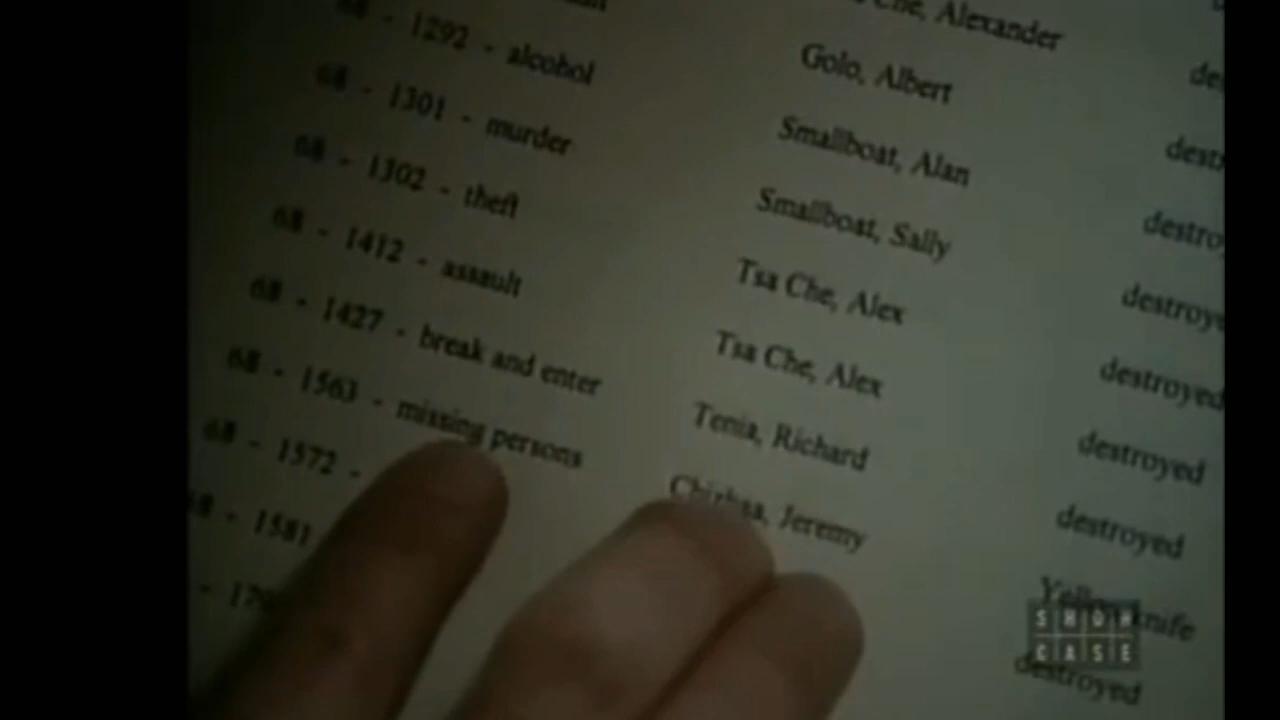 Che, Alexander
Golo, Albert
68 - 1292 - alcohol Smallboat, Alan
68 - 1301 - murder Smallboat, Sally
68 - 1302 - theft Tsa Che, Alex destroyed
68 - 1412 - assault Tsa Che, Alex destroyed
68 - 1427 - break and enter Tenia, Richard destroyed
68 - 1563 - missing persons Jeremy Yellowknife
68 - 1572 - destroyed
68 - 1581
SHOW
CASE